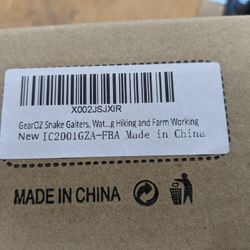 X002JSJXIR
GearOZ Snake Gaiters, Wat...g Hiking and Farm Working
New IC2001GZA-FBA Made in China
MADE IN CHINA